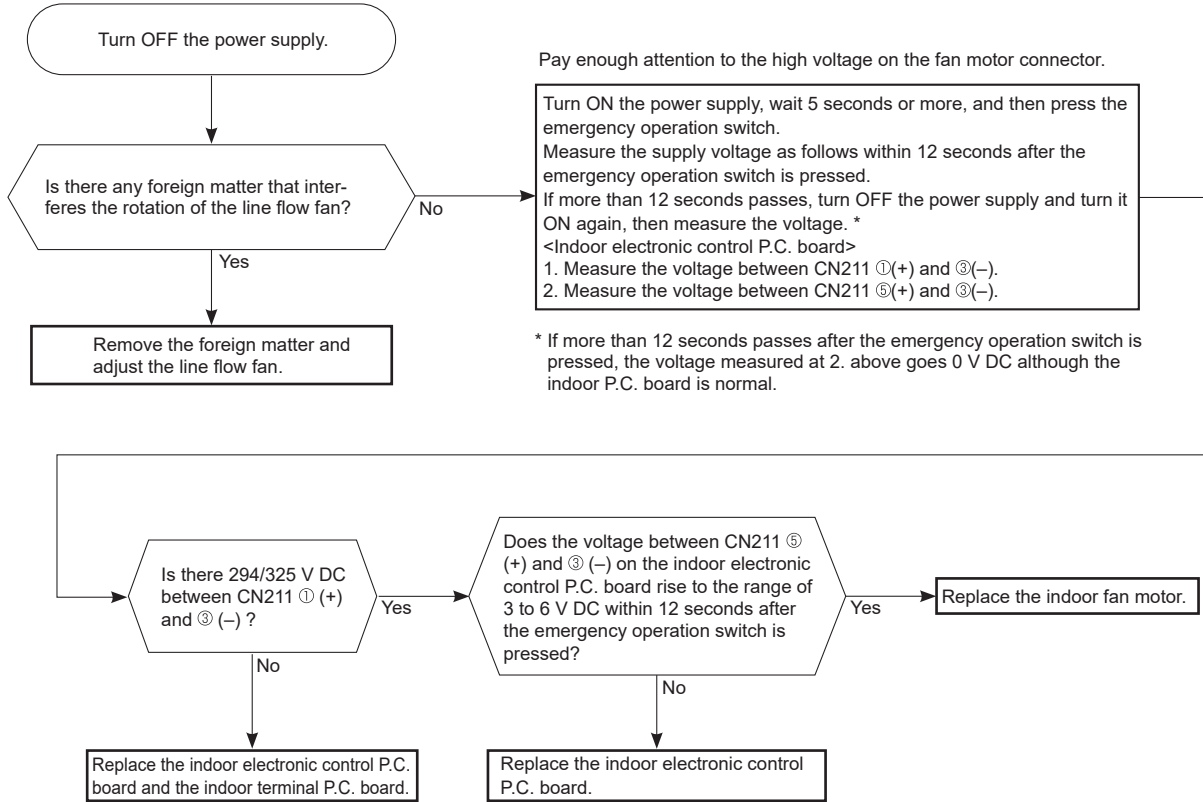 Turn OFF the power supply.
Is there any foreign matter that inter-
feres the rotation of the line flow fan?
No
Yes
Remove the foreign matter and
adjust the line flow fan.
Pay enough attention to the high voltage on the fan motor connector.
Turn ON the power supply, wait 5 seconds or more, and then press the
emergency operation switch.
Measure the supply voltage as follows within 12 seconds after the
emergency operation switch is pressed.
If more than 12 seconds passes, turn OFF the power supply and turn it
ON again, then measure the voltage. *
<Indoor electronic control P.C. board>
1. Measure the voltage between CN211 ①(+) and ③(–).
2. Measure the voltage between CN211 ⑤(+) and ③(–).
* If more than 12 seconds passes after the emergency operation switch is
pressed, the voltage measured at 2. above goes 0 V DC although the
indoor P.C. board is normal.
Is there 294/325 V DC
between CN211 ① (+)
and ③ (–) ?
Yes
No
Replace the indoor electronic control P.C.
board and the indoor terminal P.C. board.
Does the voltage between CN211 ⑤
(+) and ③ (–) on the indoor electronic
control P.C. board rise to the range of
3 to 6 V DC within 12 seconds after
the emergency operation switch is
pressed?
Yes
No
Replace the indoor electronic control
P.C. board.
Replace the indoor fan motor.